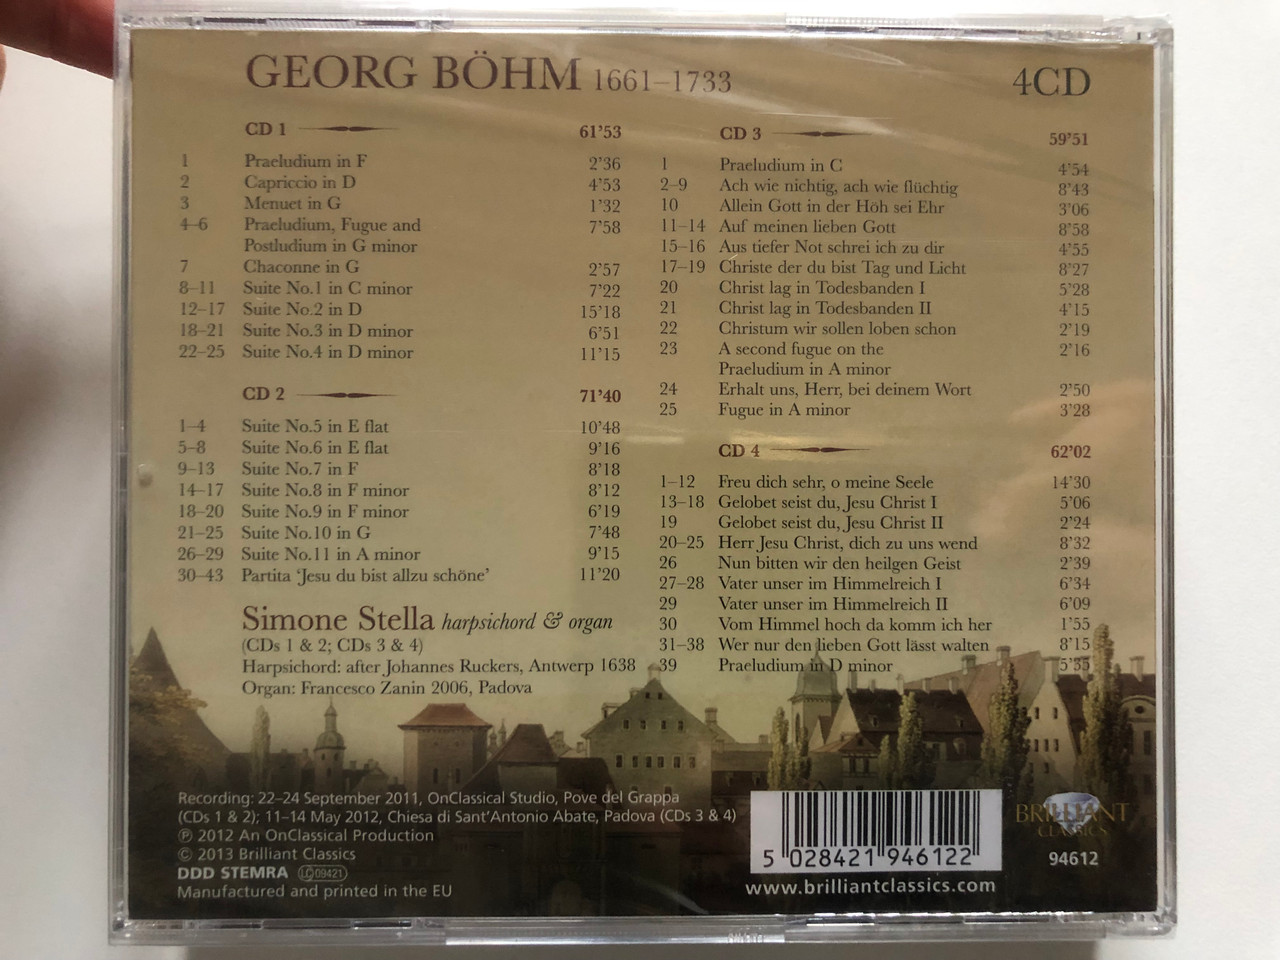 GEORG BÖHM 1661–1733
4CD
CD 1 61'53
1 Praeludium in F 2'36
2 Capriccio in D 4'53
3 Menuet in G 1'32
4–6 Praeludium, Fugue and
Postludium in G minor 7'58
7 Chaconne in G 2'57
8–11 Suite No.1 in C minor 7'22
12–17 Suite No.2 in D 15'18
18–21 Suite No.3 in D minor 6'51
22–25 Suite No.4 in D minor 11'15
CD 2 71'40
1–4 Suite No.5 in E flat 10'48
5–8 Suite No.6 in E flat 9'16
9–13 Suite No.7 in F 8'18
14–17 Suite No.8 in F minor 8'12
18–20 Suite No.9 in F minor 6'19
21–25 Suite No.10 in G 7'48
26–29 Suite No.11 in A minor 9'15
30–43 Partita ‘Jesu du bist allzu schöne’ 11'20
Simone Stella harpsichord & organ
(CDs 1 & 2; CDs 3 & 4)
Harpsichord: after Johannes Ruckers, Antwerp 1638
Organ: Francesco Zanin 2006, Padova
CD 3 59'51
1 Praeludium in C 4'54
2–9 Ach wie nichtig, ach wie flüchtig 8'43
10 Allein Gott in der Höh sei Ehr 3'06
11–14 Auf meinen lieben Gott 8'58
15–16 Aus tiefer Not schrei ich zu dir 4'55
17–19 Christe der du bist Tag und Licht 8'27
20 Christ lag in Todesbanden I 5'28
21 Christ lag in Todesbanden II 4'15
22 Christum wir sollen loben schon 2'19
23 A second fugue on the 2'16
Praeludium in A minor
24 Erhalt uns, Herr, bei deinem Wort 2'50
25 Fugue in A minor 3'28
CD 4 62'02
1–12 Freu dich sehr, o meine Seele 14'30
13–18 Gelobet seist du, Jesu Christ I 5'06
19 Gelobet seist du, Jesu Christ II 2'24
20–25 Herr Jesu Christ, dich zu uns wend 8'32
26 Nun bitten wir den heilgen Geist 2'39
27–28 Vater unser im Himmelreich I 6'34
29 Vater unser im Himmelreich II 6'09
30 Vom Himmel hoch da komm ich her 1'55
31–38 Wer nur den lieben Gott lässt walten 8'15
39 Praeludium in D minor 5'35
Recording: 22–24 September 2011, OnClassical Studio, Pove del Grappa
(CDs 1 & 2); 11–14 May 2012, Chiesa di Sant'Antonio Abate, Padova (CDs 3 & 4)
℗ 2012 An OnClassical Production
© 2013 Brilliant Classics
DDD STEMRA LC 09421
Manufactured and printed in the EU
5 028421 946122
www.brilliantclassics.com
BRILLIANT
CLASSICS
94612